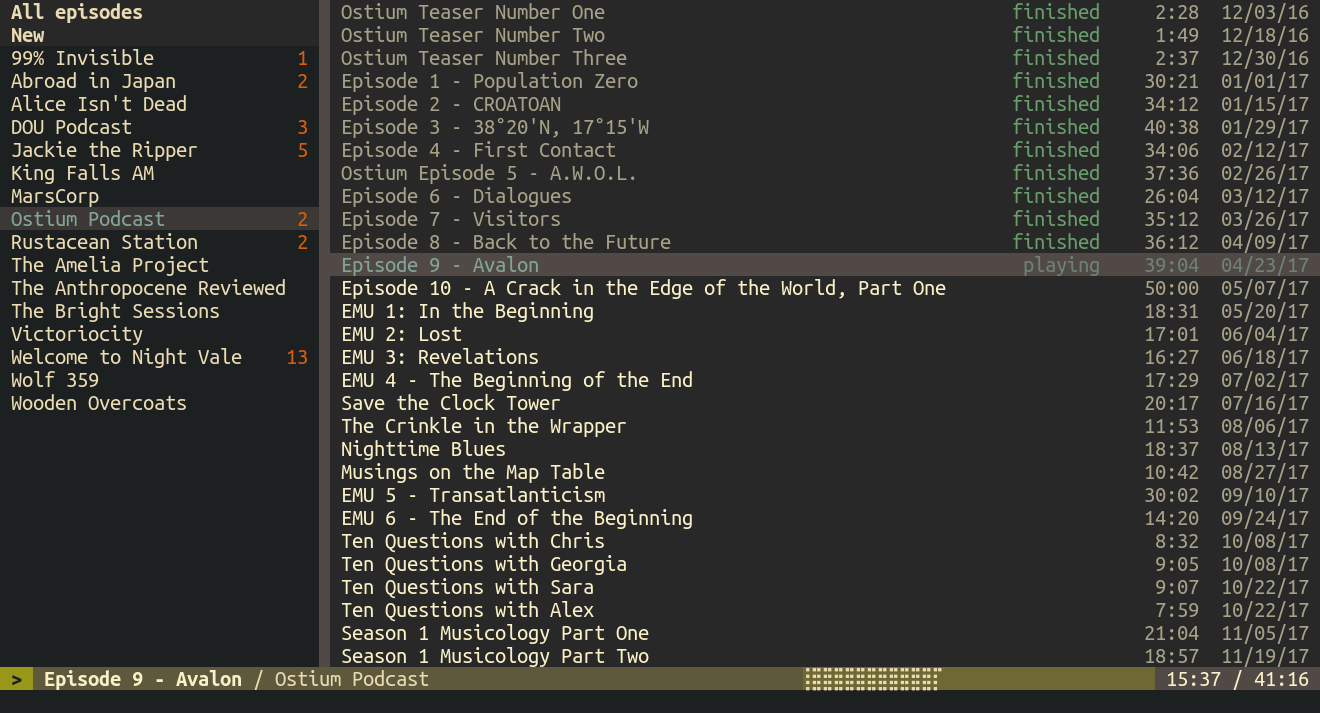 All episodes
New
99% Invisible 1
Abroad in Japan 2
Alice Isn't Dead
DOU Podcast 3
Jackie the Ripper 5
King Falls AM
MarsCorp
Ostium Podcast 2
Rustacean Station 2
The Amelia Project
The Anthropocene Reviewed
The Bright Sessions
Victoriocity
Welcome to Night Vale 13
Wolf 359
Wooden Overcoats
Ostium Teaser Number One finished 2:28 12/03/16
Ostium Teaser Number Two finished 1:49 12/18/16
Ostium Teaser Number Three finished 2:37 12/30/16
Episode 1 - Population Zero finished 30:21 01/01/17
Episode 2 - CROATOAN finished 34:12 01/15/17
Episode 3 - 38°20'N, 17°15'W finished 40:38 01/29/17
Episode 4 - First Contact finished 34:06 02/12/17
Ostium Episode 5 - A.W.O.L. finished 37:36 02/26/17
Episode 6 - Dialogues finished 26:04 03/12/17
Episode 7 - Visitors finished 35:12 03/26/17
Episode 8 - Back to the Future finished 36:12 04/09/17
Episode 9 - Avalon playing 39:04 04/23/17
Episode 10 - A Crack in the Edge of the World, Part One 50:00 05/07/17
EMU 1: In the Beginning 18:31 05/20/17
EMU 2: Lost 17:01 06/04/17
EMU 3: Revelations 16:27 06/18/17
EMU 4 - The Beginning of the End 17:29 07/02/17
Save the Clock Tower 20:17 07/16/17
The Crinkle in the Wrapper 11:53 08/06/17
Nighttime Blues 18:37 08/13/17
Musings on the Map Table 10:42 08/27/17
EMU 5 - Transatlanticism 30:02 09/10/17
EMU 6 - The End of the Beginning 14:20 09/24/17
Ten Questions with Chris 8:32 10/08/17
Ten Questions with Georgia 9:05 10/08/17
Ten Questions with Sara 9:07 10/22/17
Ten Questions with Alex 7:59 10/22/17
Season 1 Musicology Part One 21:04 11/05/17
Season 1 Musicology Part Two 18:57 11/19/17
> Episode 9 - Avalon / Ostium Podcast 15:37 / 41:16